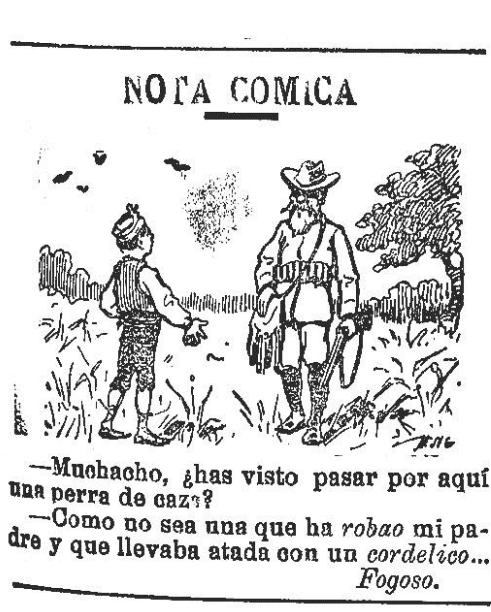 NOTA COMICA
—Muchacho, ¿has visto pasar por aquí
una perra de caza?
—Como no sea una que ha robao mi pa-
dre y que llevaba atada con un cordelico...
Fogoso.